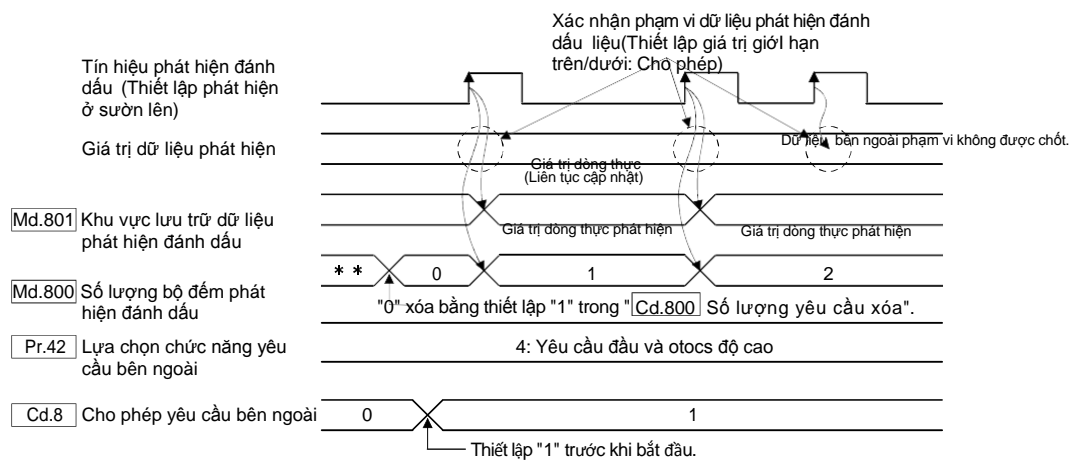 Xác nhận phạm vi dữ liệu phát hiện đánh
dấu liệu(Thiết lập giá trị giới hạn
trên/dưới: Cho phép)
Tín hiệu phát hiện đánh
dấu (Thiết lập phát hiện
ở sườn lên)
Giá trị dữ liệu phát hiện
Dữ liệu bên ngoài phạm vi không được chốt.
Giá trị dòng thực
(Liên tục cập nhật)
Md.801 Khu vực lưu trữ dữ liệu
phát hiện đánh dấu
Giá trị dòng thực phát hiện
Giá trị dòng thực phát hiện
* * 0 1 2
Md.800 Số lượng bộ đếm phát
hiện đánh dấu
"0" xóa bằng thiết lập "1" trong " Cd.800 Số lượng yêu cầu xóa".
Pr.42 Lựa chọn chức năng yêu
cầu bên ngoài
4: Yêu cầu đầu và otocs độ cao
Cd.8 Cho phép yêu cầu bên ngoài 0 1
Thiết lập "1" trước khi bắt đầu.